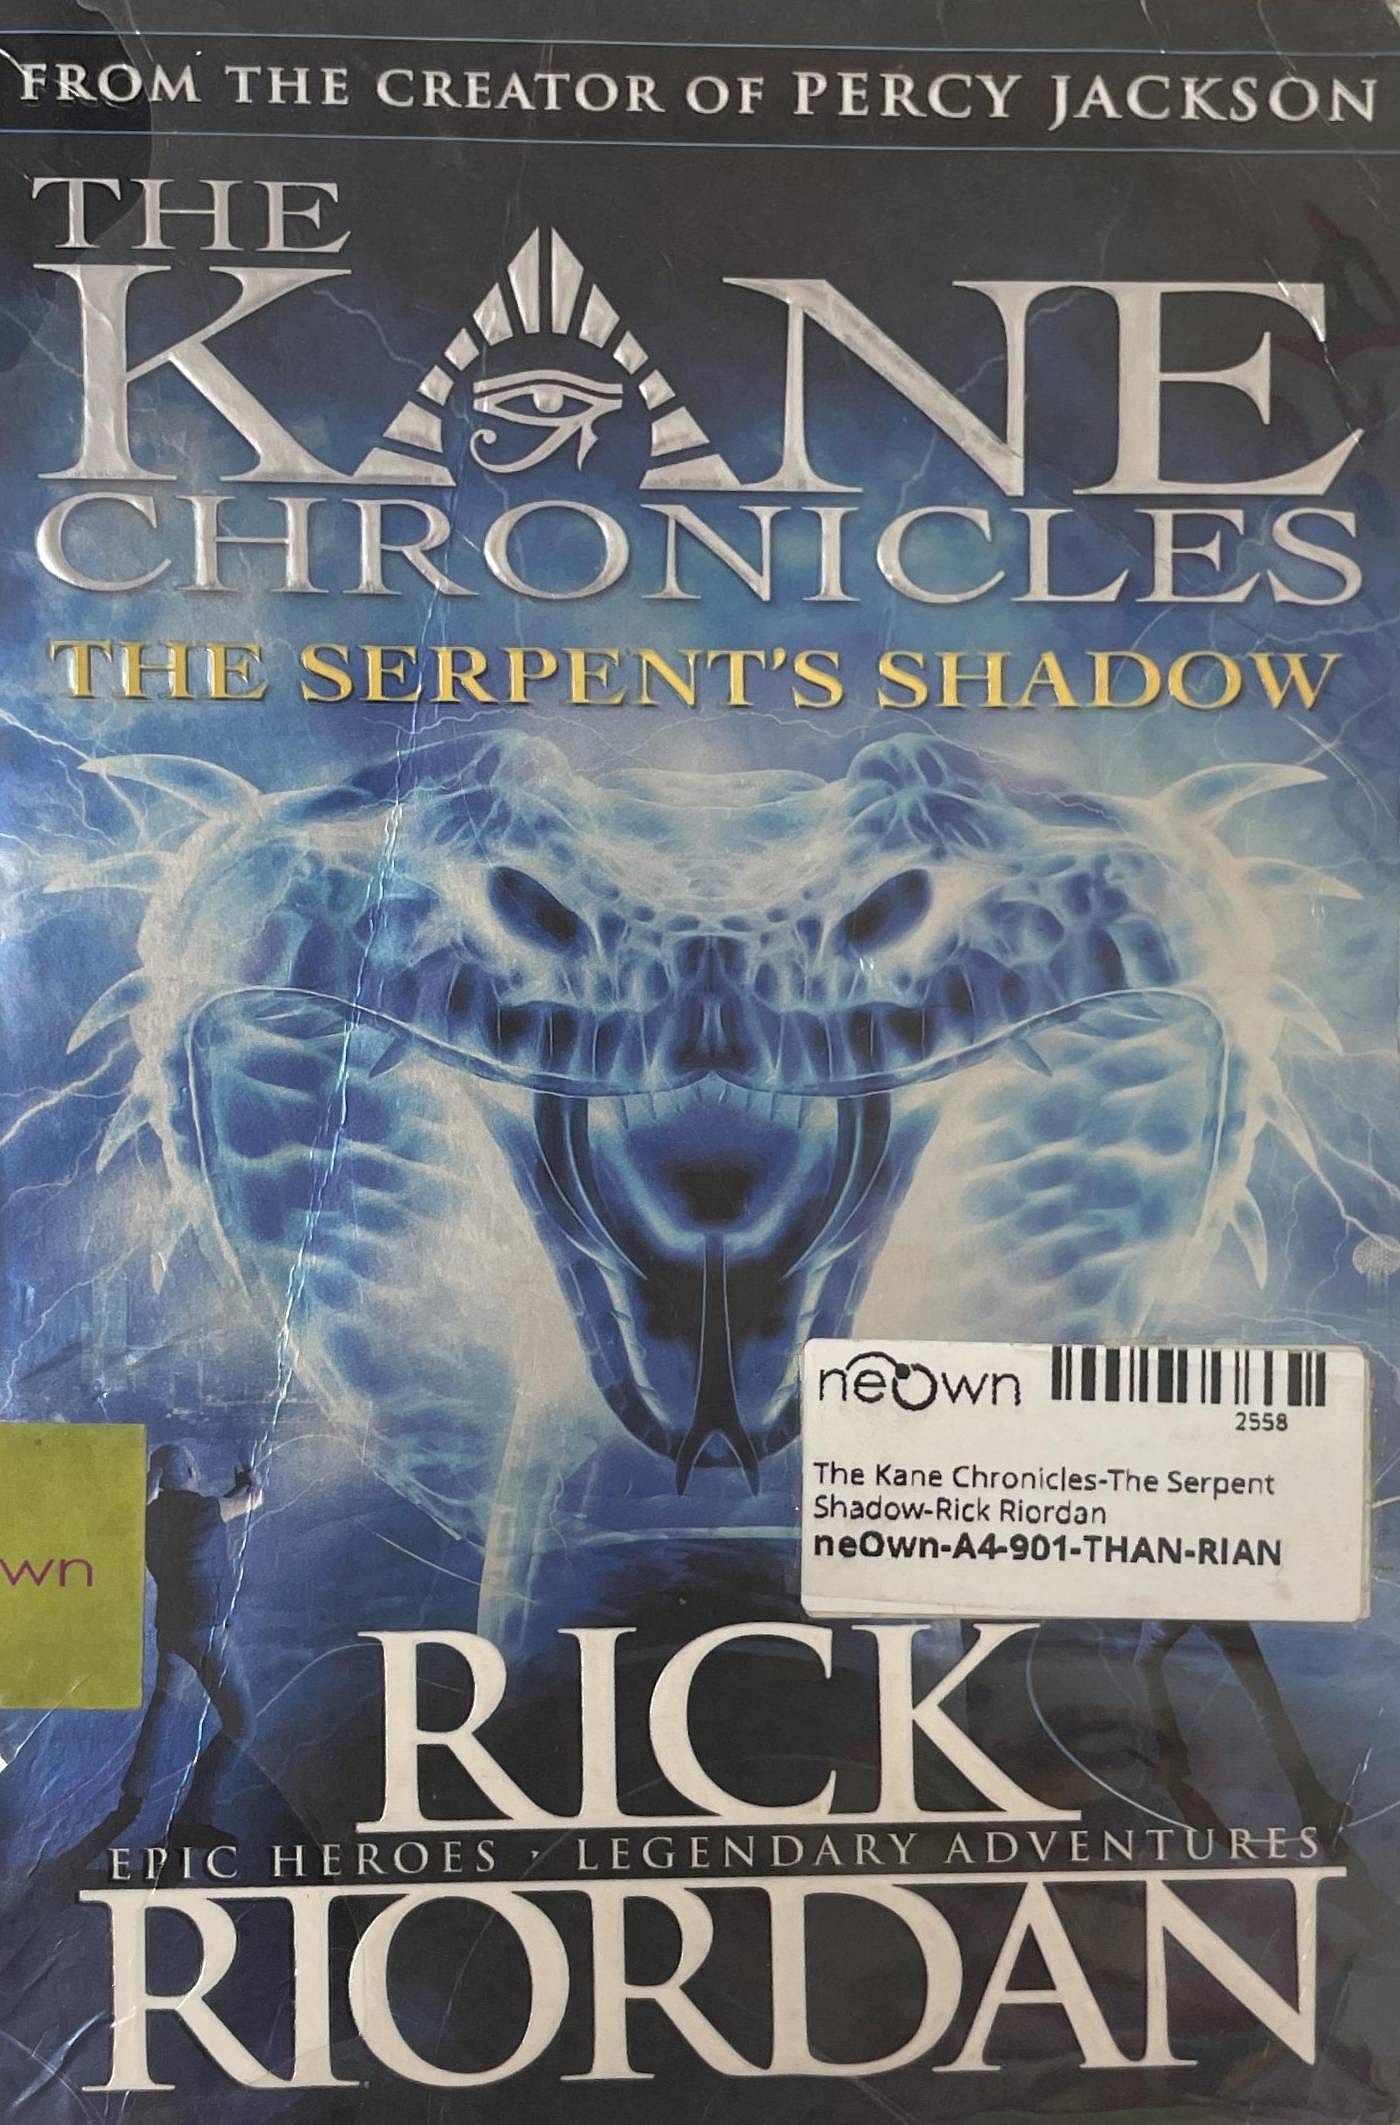 FROM THE CREATOR OF PERCY JACKSON
THE
KANE
CHRONICLES
THE SERPENT'S SHADOW
neOwn
2558
The Kane Chronicles-The Serpent
Shadow-Rick Riordan
neOwn-A4-901-THAN-RIAN
wn
RICK
EPIC HEROES · LEGENDARY ADVENTURES
RIORDAN